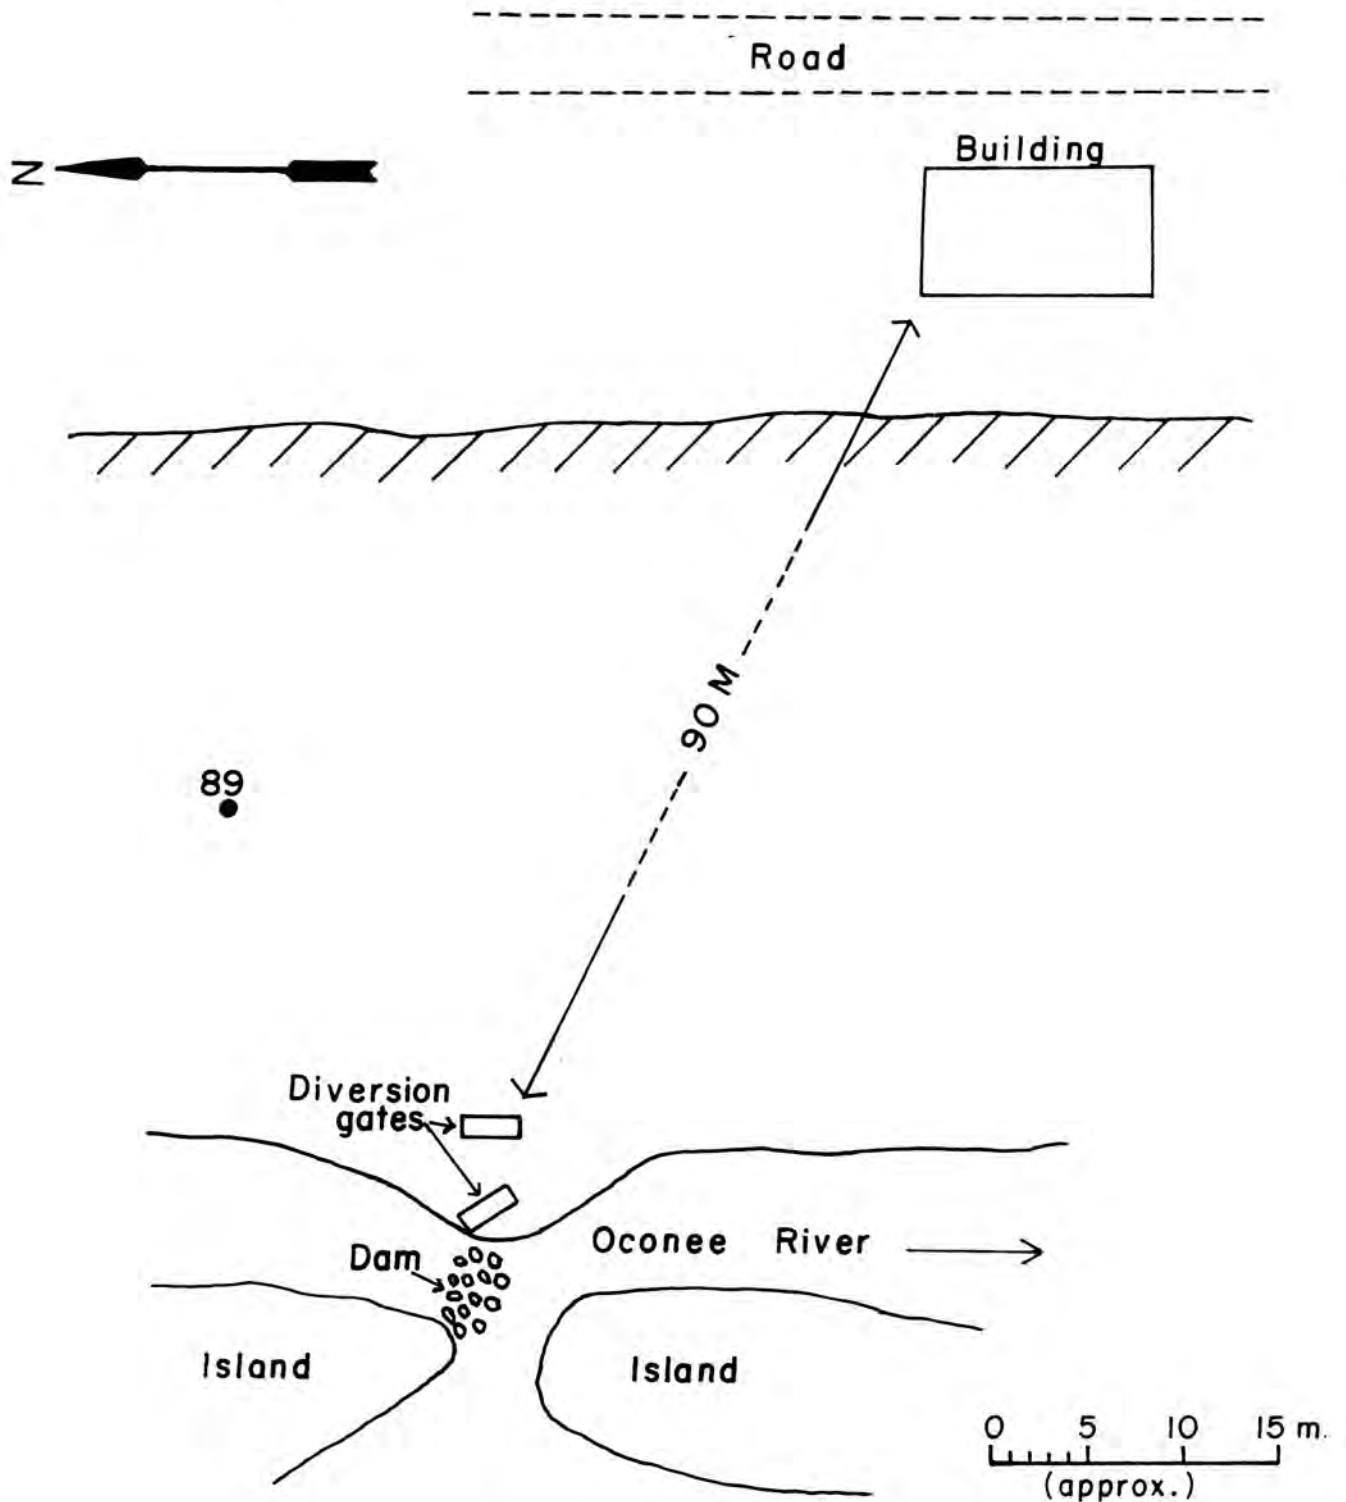 Road
Building
N
90 M
89
Diversion
gates
Oconee River
Dam
Island
Island
0 5 10 15 m.
(approx.)